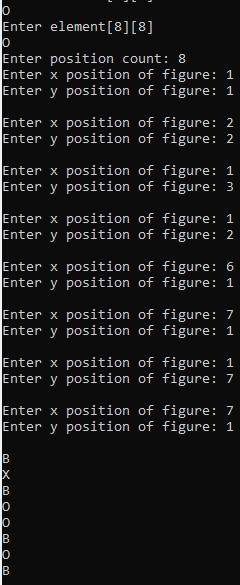 O
Enter element[8][8]
O
Enter position count: 8
Enter x position of figure: 1
Enter y position of figure: 1
Enter x position of figure: 2
Enter y position of figure: 2
Enter x position of figure: 1
Enter y position of figure: 3
Enter x position of figure: 1
Enter y position of figure: 2
Enter x position of figure: 6
Enter y position of figure: 1
Enter x position of figure: 7
Enter y position of figure: 1
Enter x position of figure: 1
Enter y position of figure: 7
Enter x position of figure: 7
Enter y position of figure: 1
B
X
B
O
O
B
O
B